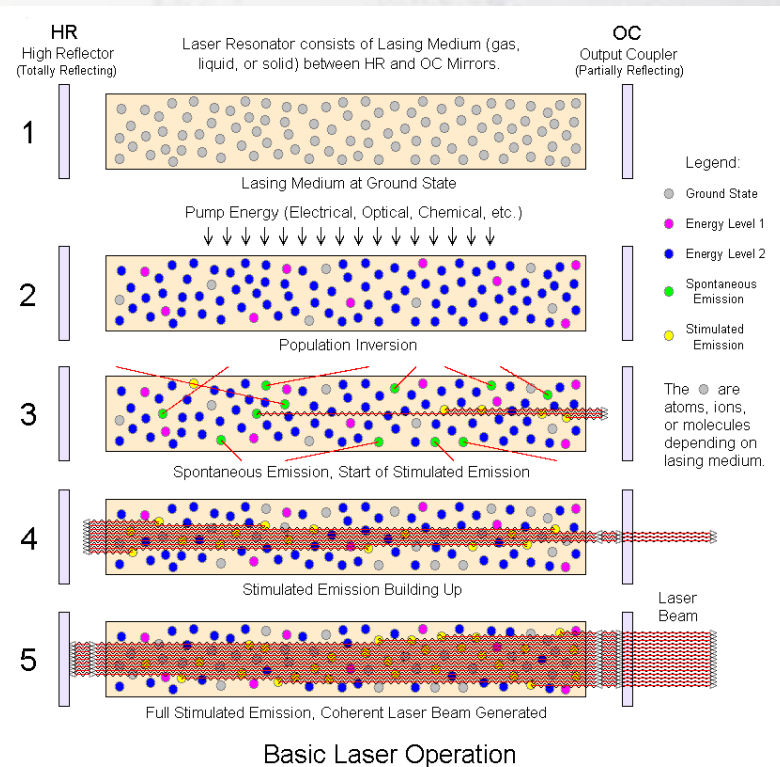 HR
High Reflector
(Totally Reflecting)
Laser Resonator consists of Lasing Medium (gas,
liquid, or solid) between HR and OC Mirrors.
OC
Output Coupler
(Partially Reflecting)
1
Lasing Medium at Ground State
Pump Energy (Electrical, Optical, Chemical, etc.)
2
Population Inversion
3
Spontaneous Emission, Start of Stimulated Emission
4
Stimulated Emission Building Up
5
Full Stimulated Emission, Coherent Laser Beam Generated
Legend:
Ground State
Energy Level 1
Energy Level 2
Spontaneous
Emission
Stimulated
Emission
The are
atoms, ions,
or molecules
depending on
lasing medium.
Laser
Beam
Basic Laser Operation